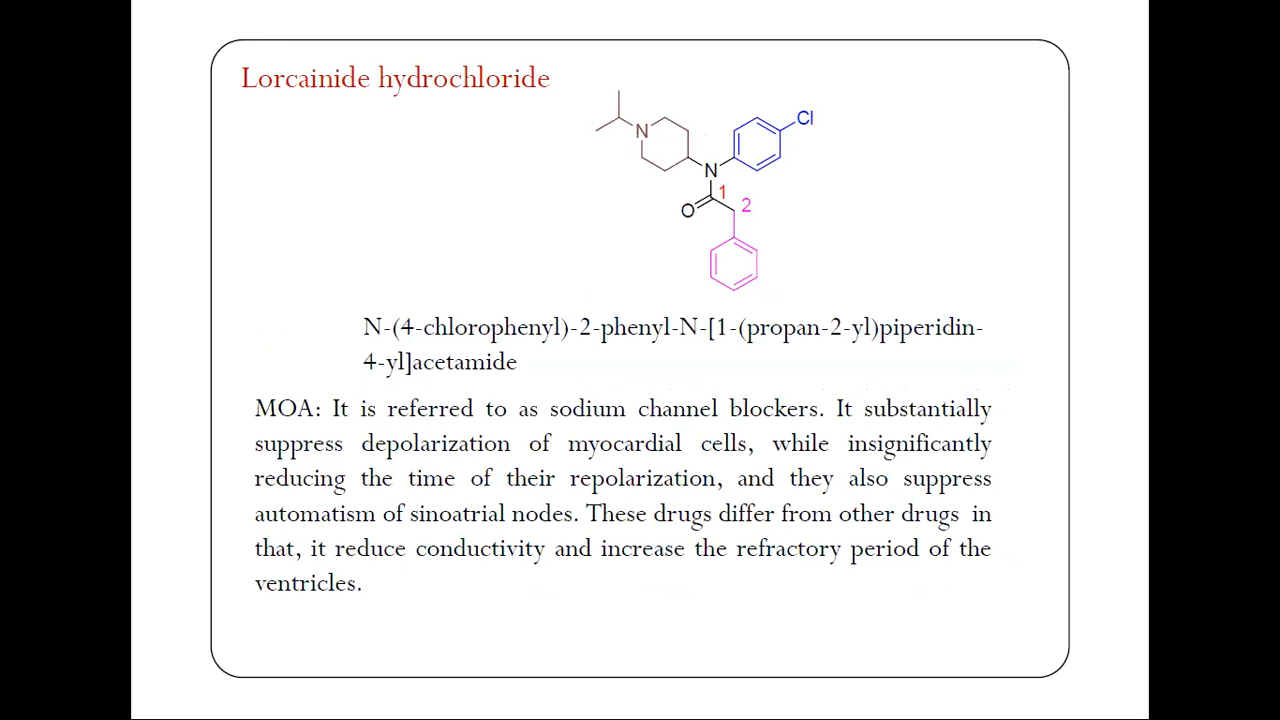 Lorcainide hydrochloride
N
Cl
N
1
O
2
N-(4-chlorophenyl)-2-phenyl-N-[1-(propan-2-yl)piperidin-
4-yl]acetamide
MOA: It is referred to as sodium channel blockers. It substantially
suppress depolarization of myocardial cells, while insignificantly
reducing the time of their repolarization, and they also suppress
automatism of sinoatrial nodes. These drugs differ from other drugs in
that, it reduce conductivity and increase the refractory period of the
ventricles.